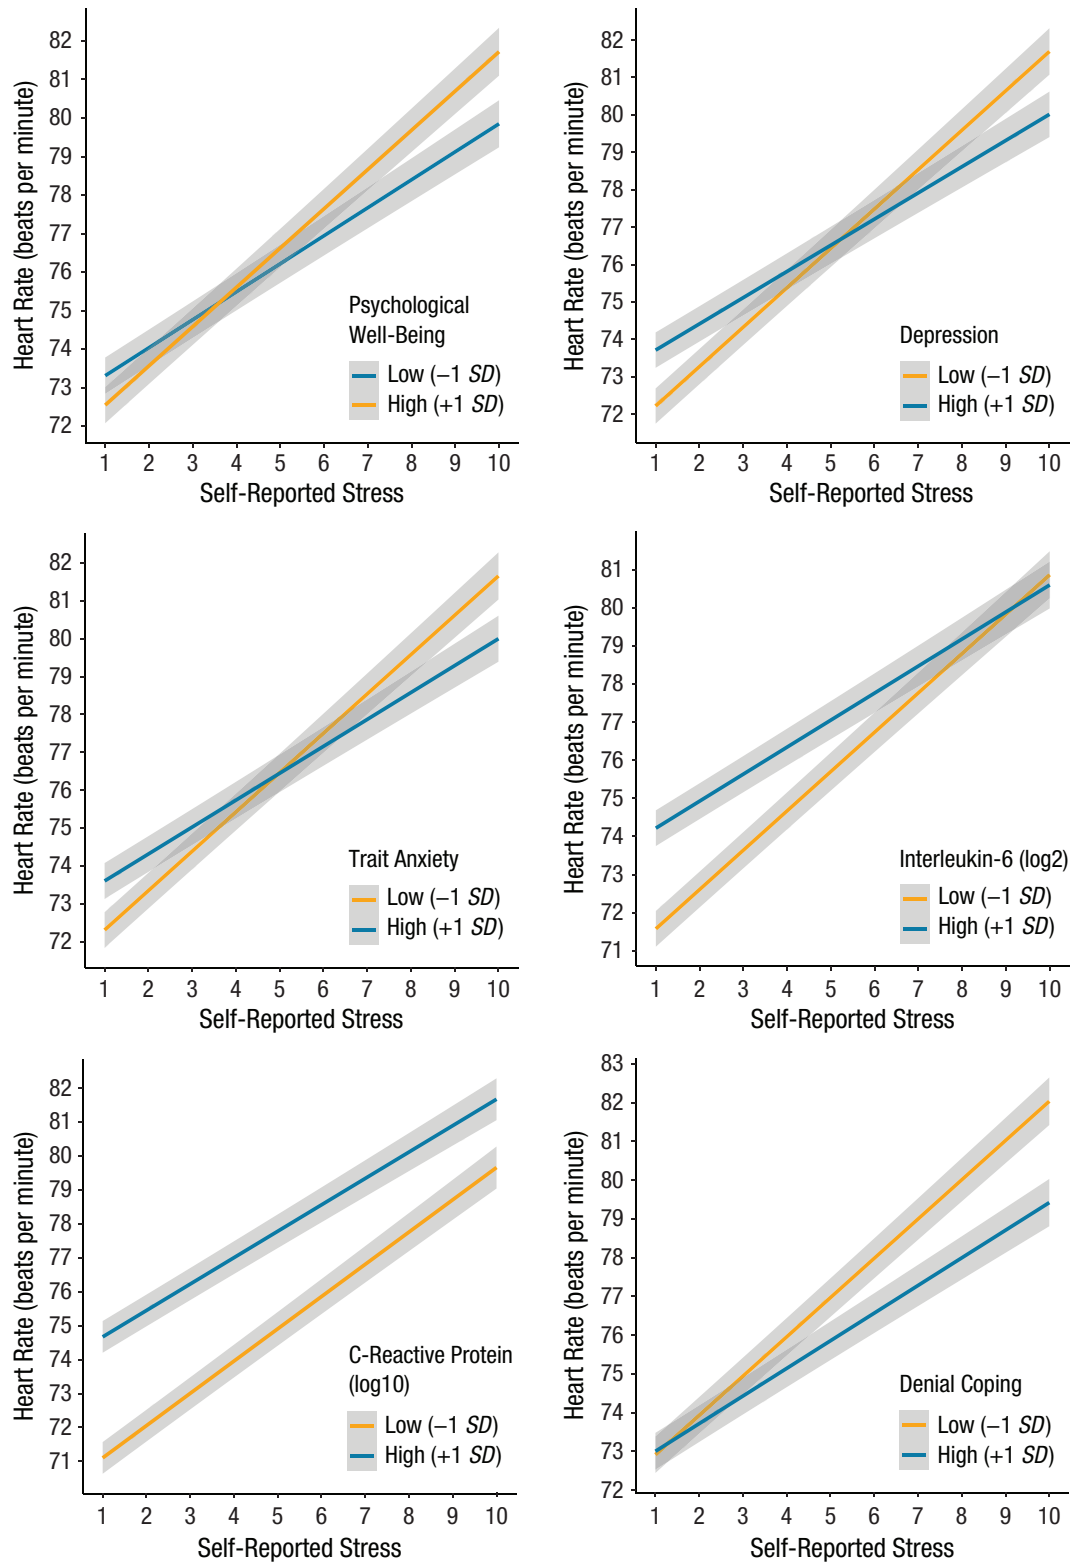 Heart Rate (beats per minute)
82
81
80
79
78
77
76
75
74
73
72
Psychological
Well-Being
Low (−1 SD)
High (+1 SD)
1 2 3 4 5 6 7 8 9 10
Self-Reported Stress
Heart Rate (beats per minute)
82
81
80
79
78
77
76
75
74
73
72
Depression
Low (−1 SD)
High (+1 SD)
1 2 3 4 5 6 7 8 9 10
Self-Reported Stress
Heart Rate (beats per minute)
82
81
80
79
78
77
76
75
74
73
72
Trait Anxiety
Low (−1 SD)
High (+1 SD)
1 2 3 4 5 6 7 8 9 10
Self-Reported Stress
Heart Rate (beats per minute)
81
80
79
78
77
76
75
74
73
72
71
Interleukin-6 (log2)
Low (−1 SD)
High (+1 SD)
1 2 3 4 5 6 7 8 9 10
Self-Reported Stress
Heart Rate (beats per minute)
82
81
80
79
78
77
76
75
74
73
72
71
C-Reactive Protein
(log10)
Low (−1 SD)
High (+1 SD)
1 2 3 4 5 6 7 8 9 10
Self-Reported Stress
Heart Rate (beats per minute)
83
82
81
80
79
78
77
76
75
74
73
72
Denial Coping
Low (−1 SD)
High (+1 SD)
1 2 3 4 5 6 7 8 9 10
Self-Reported Stress